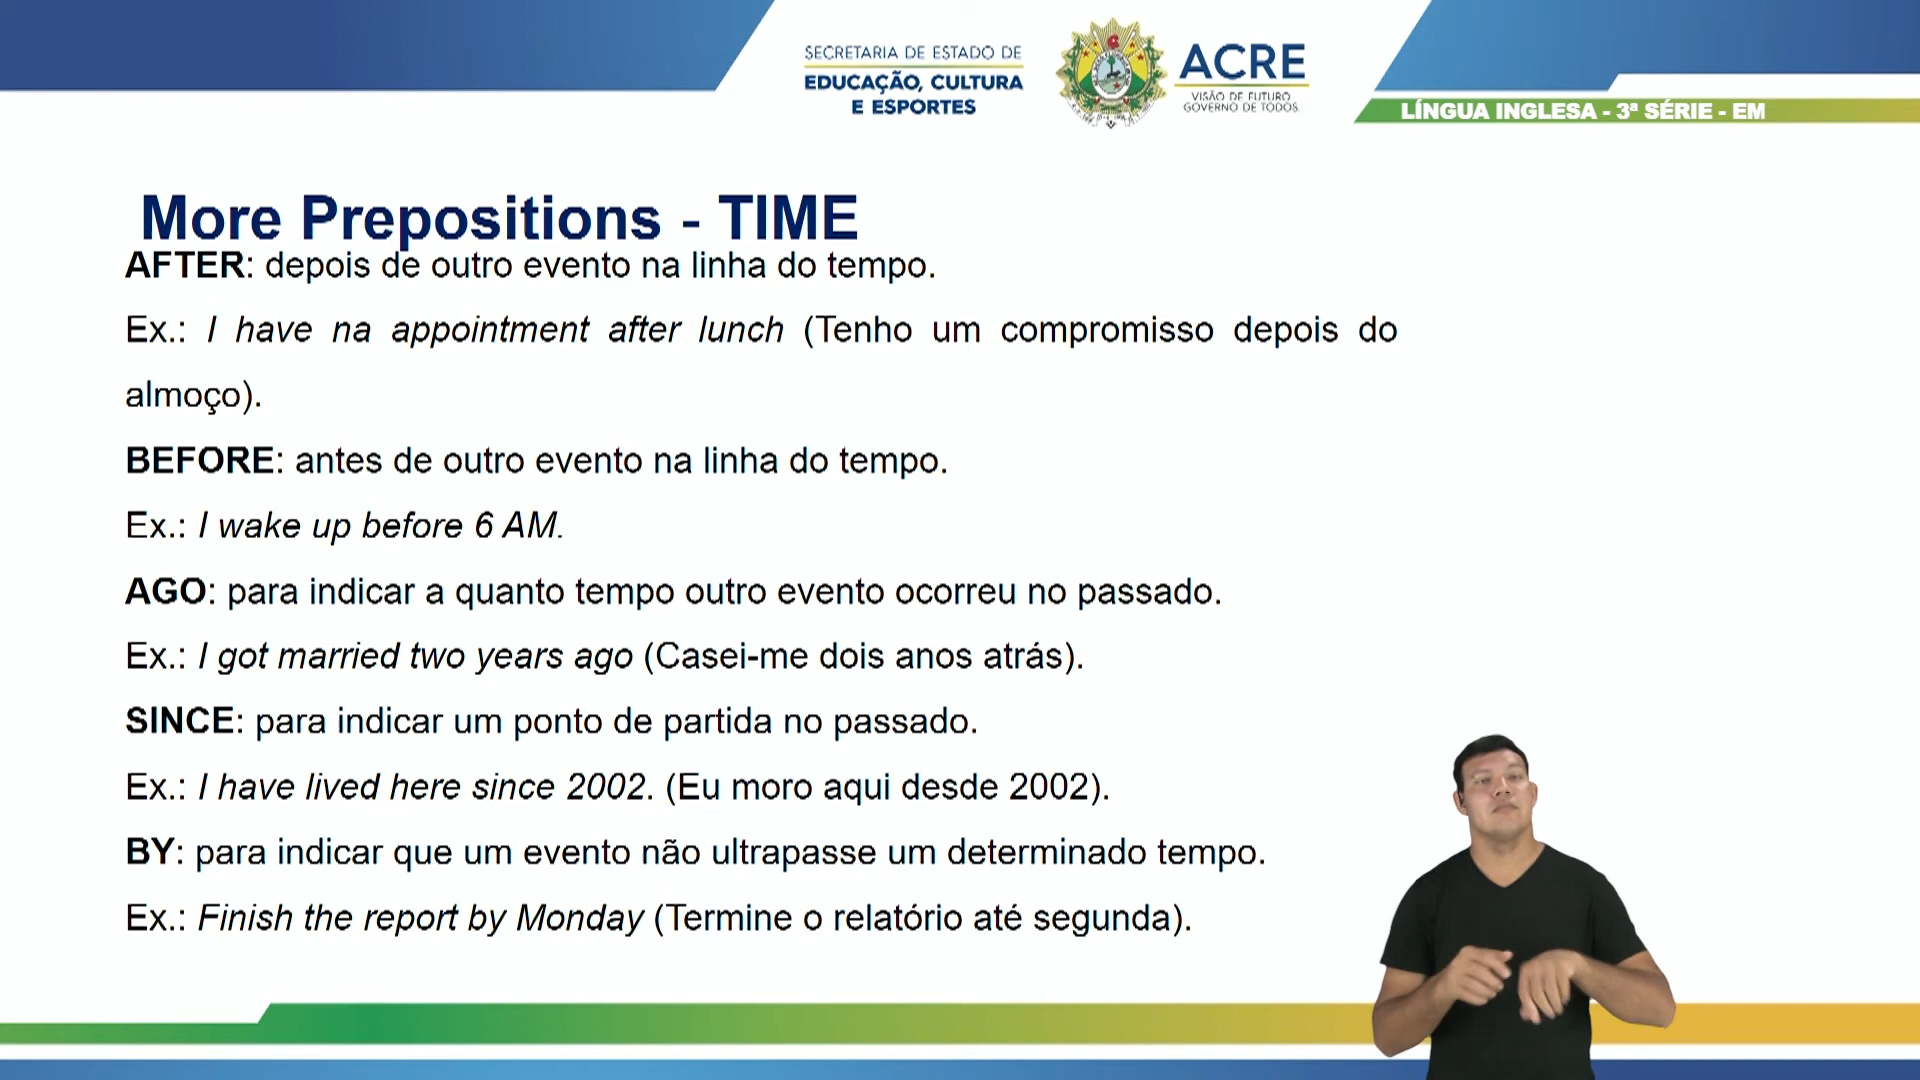 SECRETARIA DE ESTADO DE
EDUCAÇÃO, CULTURA
E ESPORTES
ACRE
VISÃO DE FUTURO
GOVERNO DE TODOS.
LÍNGUA INGLESA - 3ª SÉRIE - EM
More Prepositions - TIME
AFTER: depois de outro evento na linha do tempo.
Ex.: I have na appointment after lunch (Tenho um compromisso depois do
almoço).
BEFORE: antes de outro evento na linha do tempo.
Ex.: I wake up before 6 AM.
AGO: para indicar a quanto tempo outro evento ocorreu no passado.
Ex.: I got married two years ago (Casei-me dois anos atrás).
SINCE: para indicar um ponto de partida no passado.
Ex.: I have lived here since 2002. (Eu moro aqui desde 2002).
BY: para indicar que um evento não ultrapasse um determinado tempo.
Ex.: Finish the report by Monday (Termine o relatório até segunda).